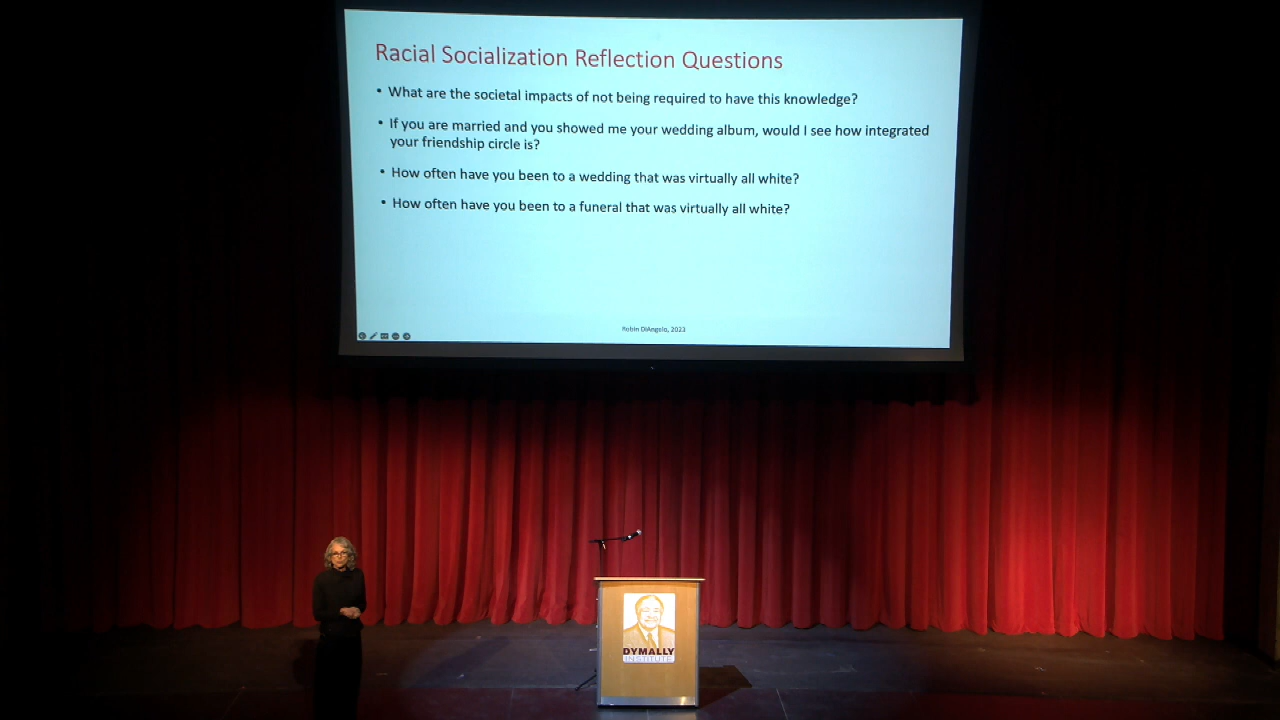 Racial Socialization Reflection Questions
• What are the societal impacts of not being required to have this knowledge?
• If you are married and you showed me your wedding album, would I see how integrated
your friendship circle is?
• How often have you been to a wedding that was virtually all white?
• How often have you been to a funeral that was virtually all white?
Robin DiAngelo, 2023
DYMALLY
INSTITUTE